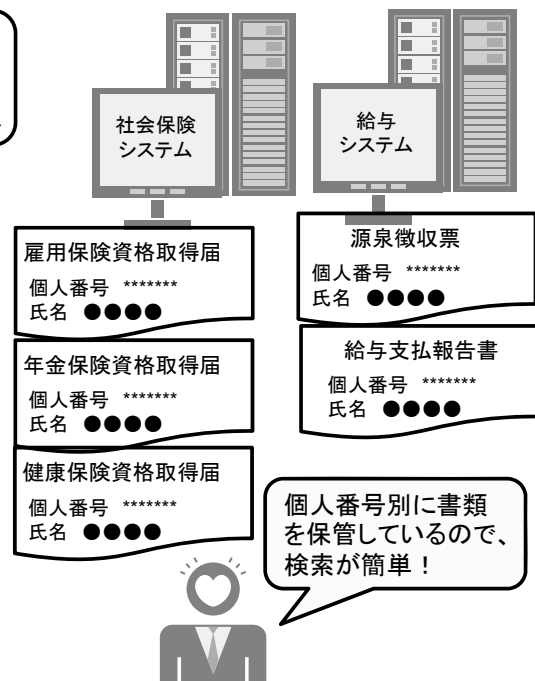 社会保険
システム
給与
システム
雇用保険資格取得届
個人番号 *******
氏名 ●●●●
年金保険資格取得届
個人番号 *******
氏名 ●●●●
健康保険資格取得届
個人番号 *******
氏名 ●●●●
源泉徴収票
個人番号 *******
氏名 ●●●●
給与支払報告書
個人番号 *******
氏名 ●●●●
個人番号別に書類
を保管しているので、
検索が簡単！